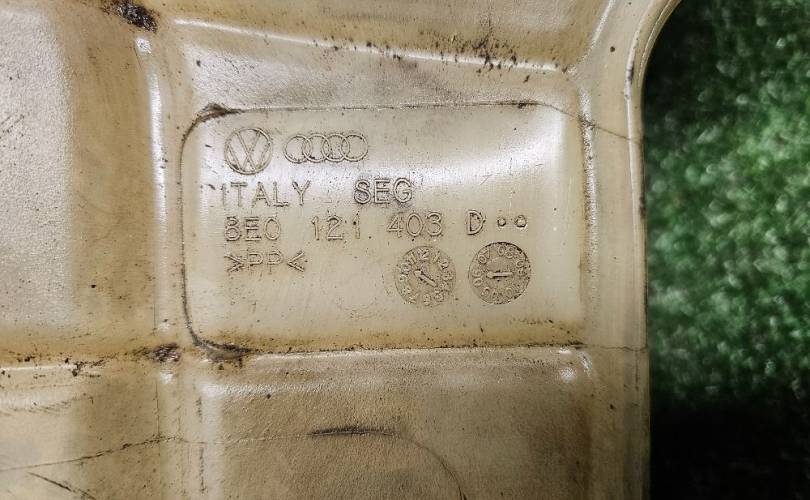 ITALY SEG
8E0 121 403 D
>PP<